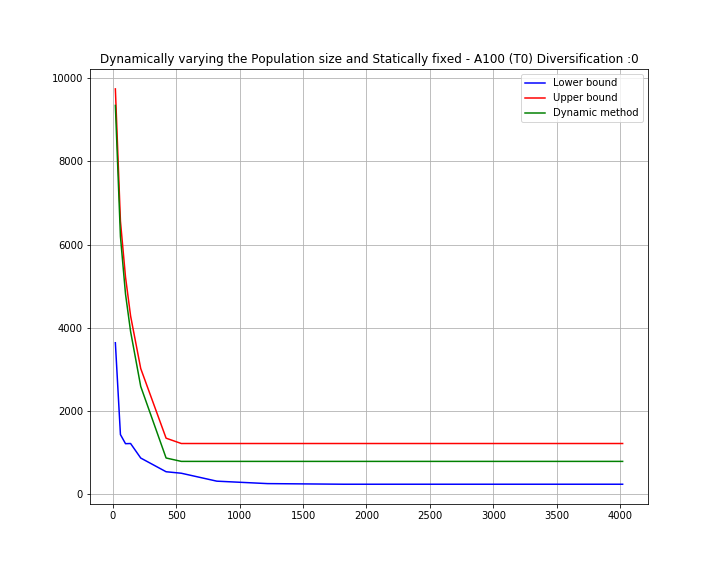 Dynamically varying the Population size and Statically fixed - A100 (T0) Diversification :0
10000
8000
6000
4000
2000
0
Lower bound
Upper bound
Dynamic method
0 500 1000 1500 2000 2500 3000 3500 4000